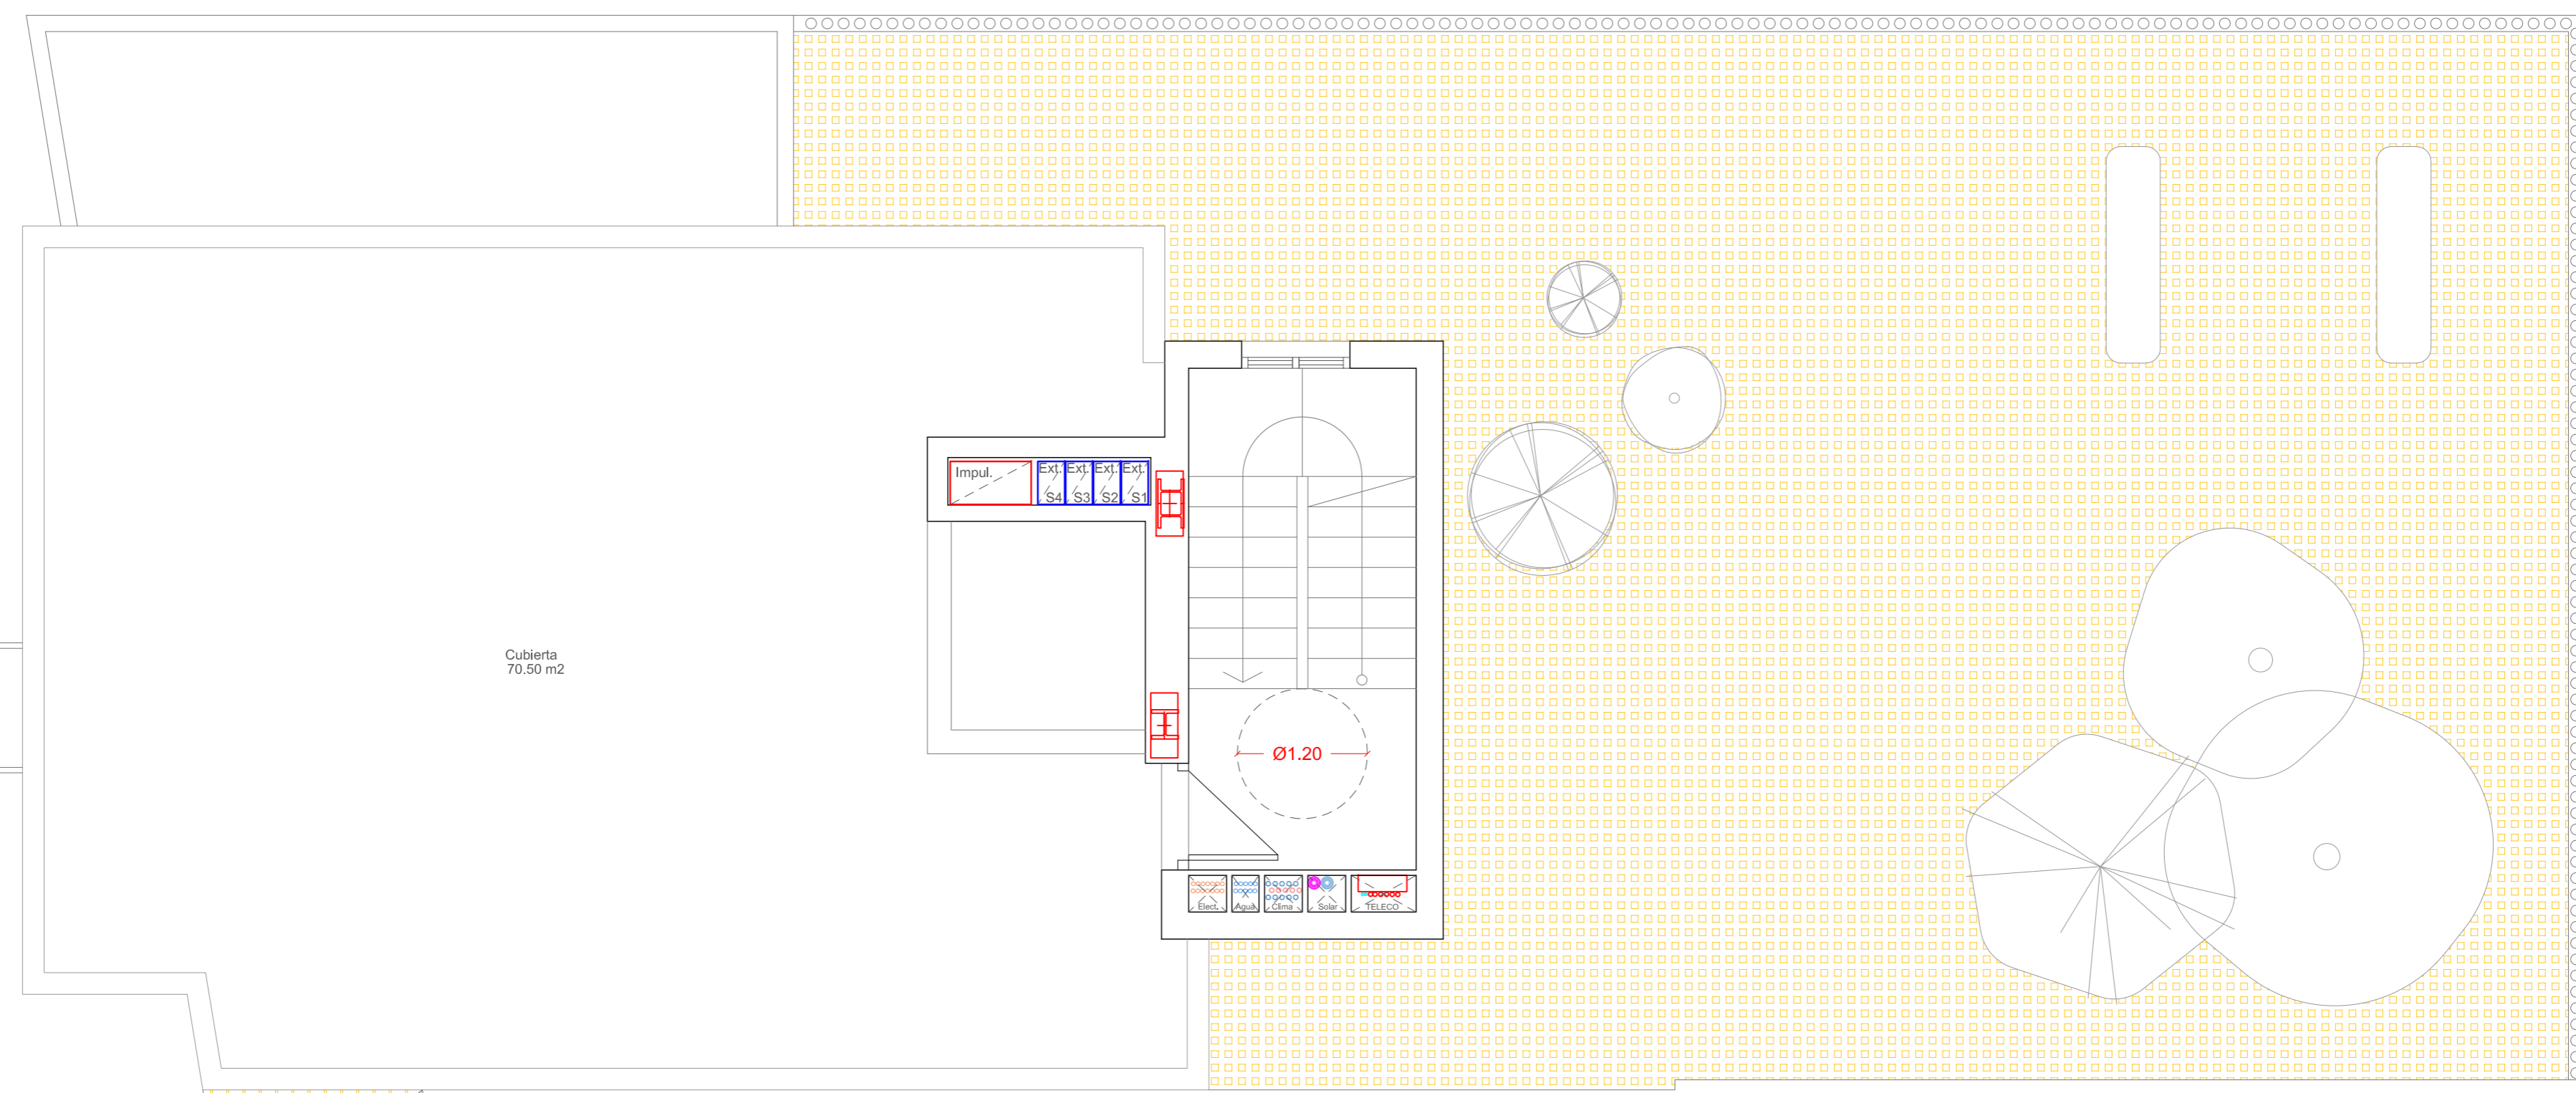 Impul.
Ext. Ext. Ext. Ext.
S4 S3 S2 S1
Cubierta
70.50 m2
Ø1.20
Elect. Agua Clima Solar TELECO